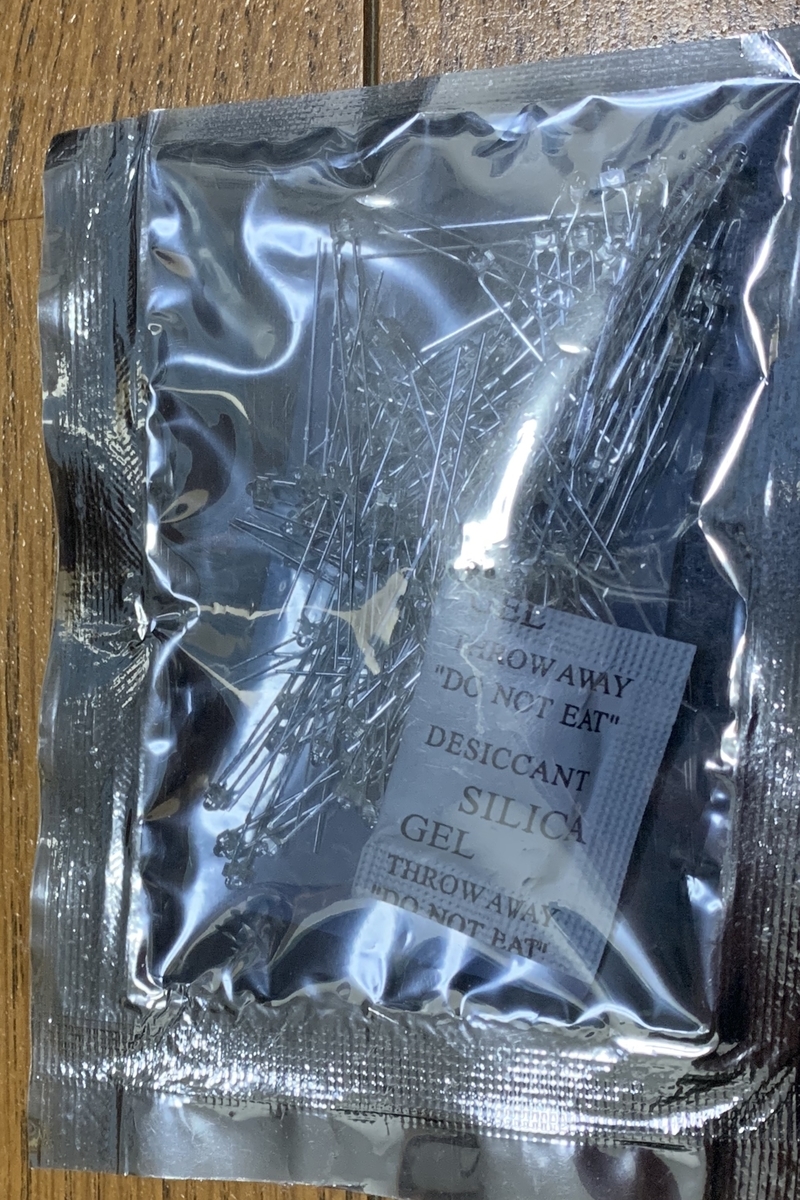 GEL
THROW AWAY
"DO NOT EAT"
DESICCANT
SILICA
GEL
THROW AWAY
"DO NOT EAT"